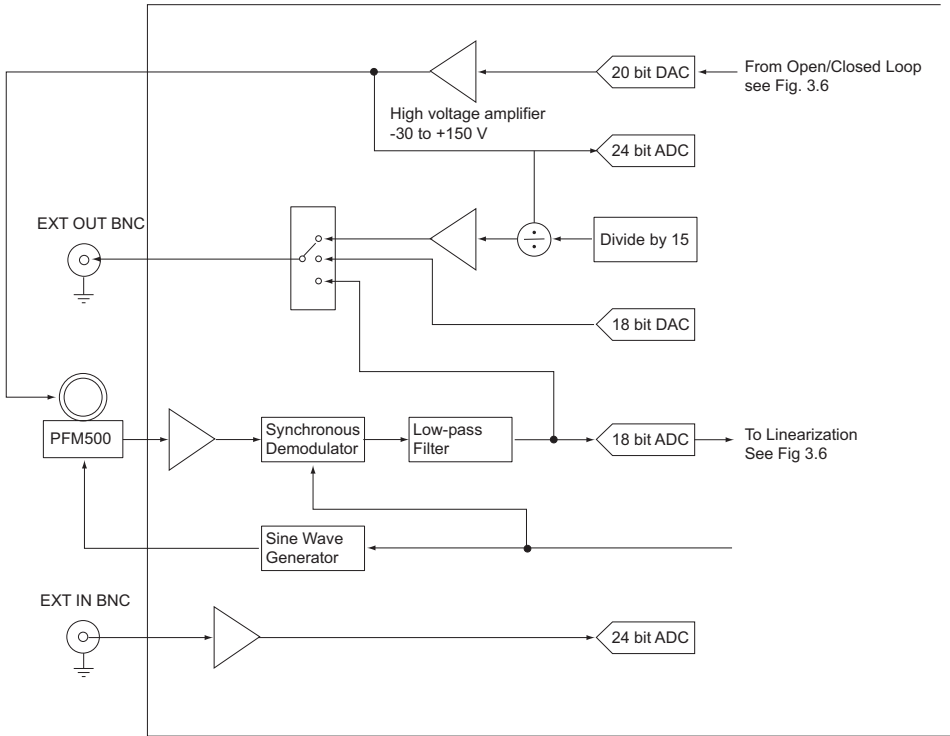 20 bit DAC
From Open/Closed Loop
see Fig. 3.6
High voltage amplifier
-30 to +150 V
24 bit ADC
EXT OUT BNC
Divide by 15
18 bit DAC
PFM500
Synchronous
Demodulator
Low-pass
Filter
18 bit ADC
To Linearization
See Fig 3.6
Sine Wave
Generator
EXT IN BNC
24 bit ADC